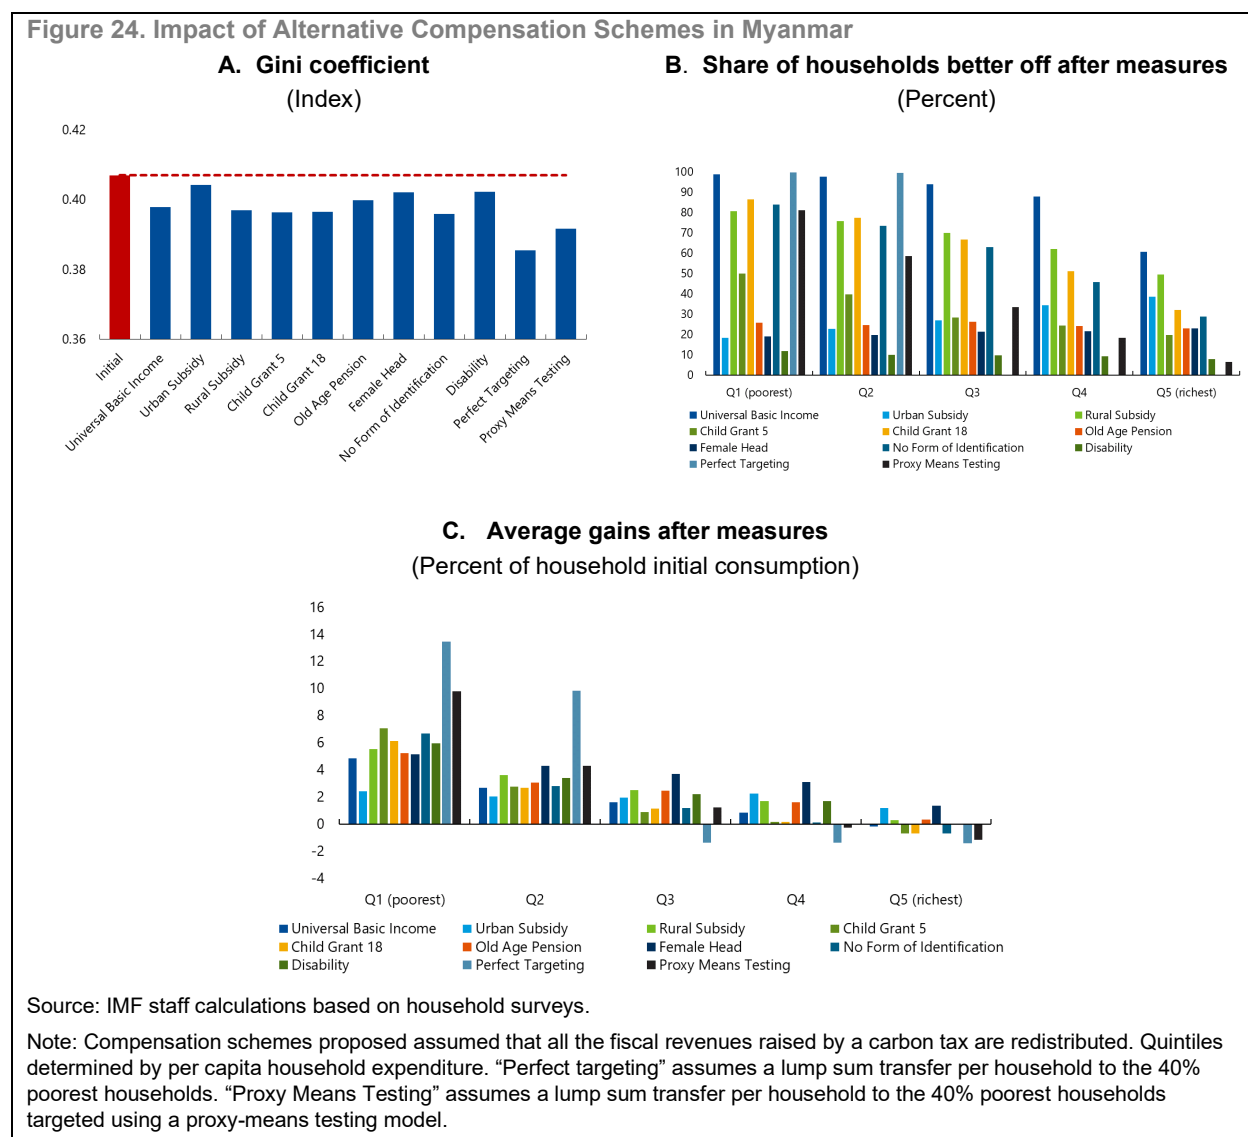 Figure 24. Impact of Alternative Compensation Schemes in Myanmar
A. Gini coefficient
(Index)
0.42
0.40
0.38
0.36
Initial
Universal Basic Income
Urban Subsidy
Rural Subsidy
Child Grant 5
Child Grant 18
Old Age Pension
Female Head
No Form of Identification
Disability
Perfect Targeting
Proxy Means Testing
B. Share of households better off after measures
(Percent)
100
90
80
70
60
50
40
30
20
10
0
Q1 (poorest) Q2 Q3 Q4 Q5 (richest)
Universal Basic Income Urban Subsidy Rural Subsidy
Child Grant 5 Child Grant 18 Old Age Pension
Female Head No Form of Identification Disability
Perfect Targeting Proxy Means Testing
C. Average gains after measures
(Percent of household initial consumption)
16
14
12
10
8
6
4
2
0
-2
-4
Q1 (poorest) Q2 Q3 Q4 Q5 (richest)
Universal Basic Income Urban Subsidy Rural Subsidy Child Grant 5
Child Grant 18 Old Age Pension Female Head No Form of Identification
Disability Perfect Targeting Proxy Means Testing
Source: IMF staff calculations based on household surveys.
Note: Compensation schemes proposed assumed that all the fiscal revenues raised by a carbon tax are redistributed. Quintiles
determined by per capita household expenditure. “Perfect targeting” assumes a lump sum transfer per household to the 40%
poorest households. “Proxy Means Testing” assumes a lump sum transfer per household to the 40% poorest households
targeted using a proxy-means testing model.